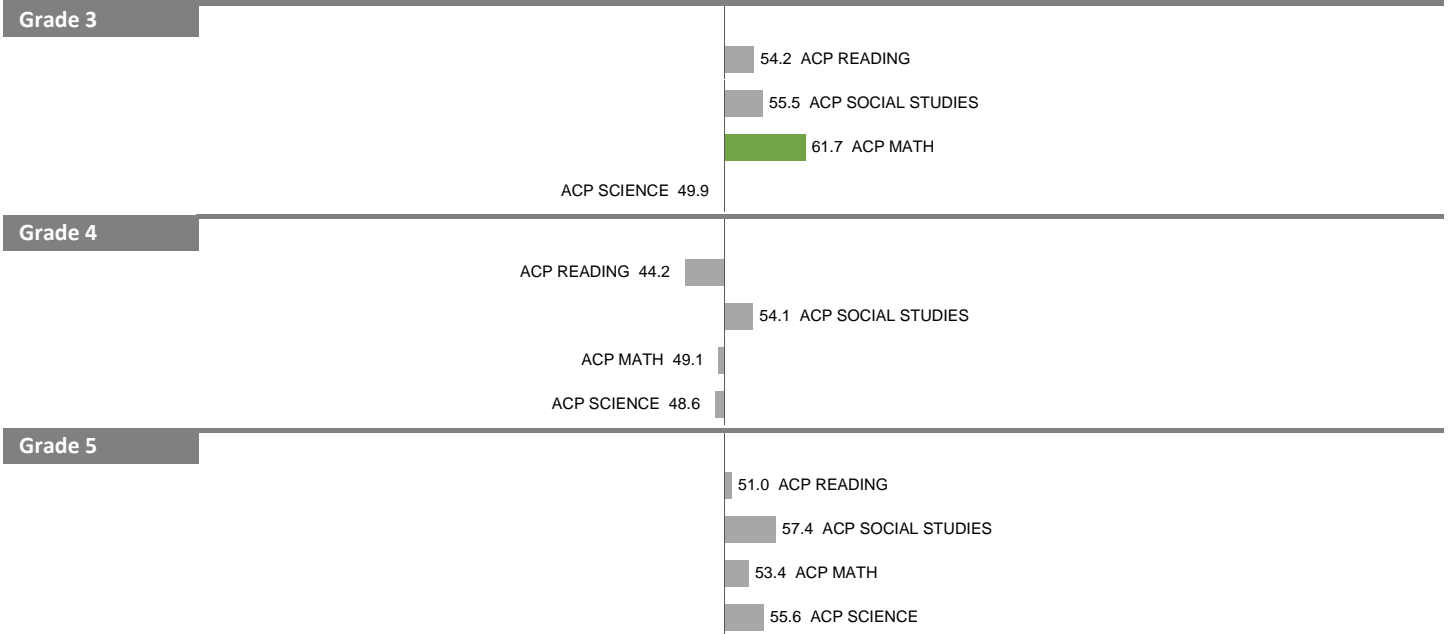 Grade 3
54.2 ACP READING
55.5 ACP SOCIAL STUDIES
61.7 ACP MATH
ACP SCIENCE 49.9
Grade 4
ACP READING 44.2
54.1 ACP SOCIAL STUDIES
ACP MATH 49.1
ACP SCIENCE 48.6
Grade 5
51.0 ACP READING
57.4 ACP SOCIAL STUDIES
53.4 ACP MATH
55.6 ACP SCIENCE